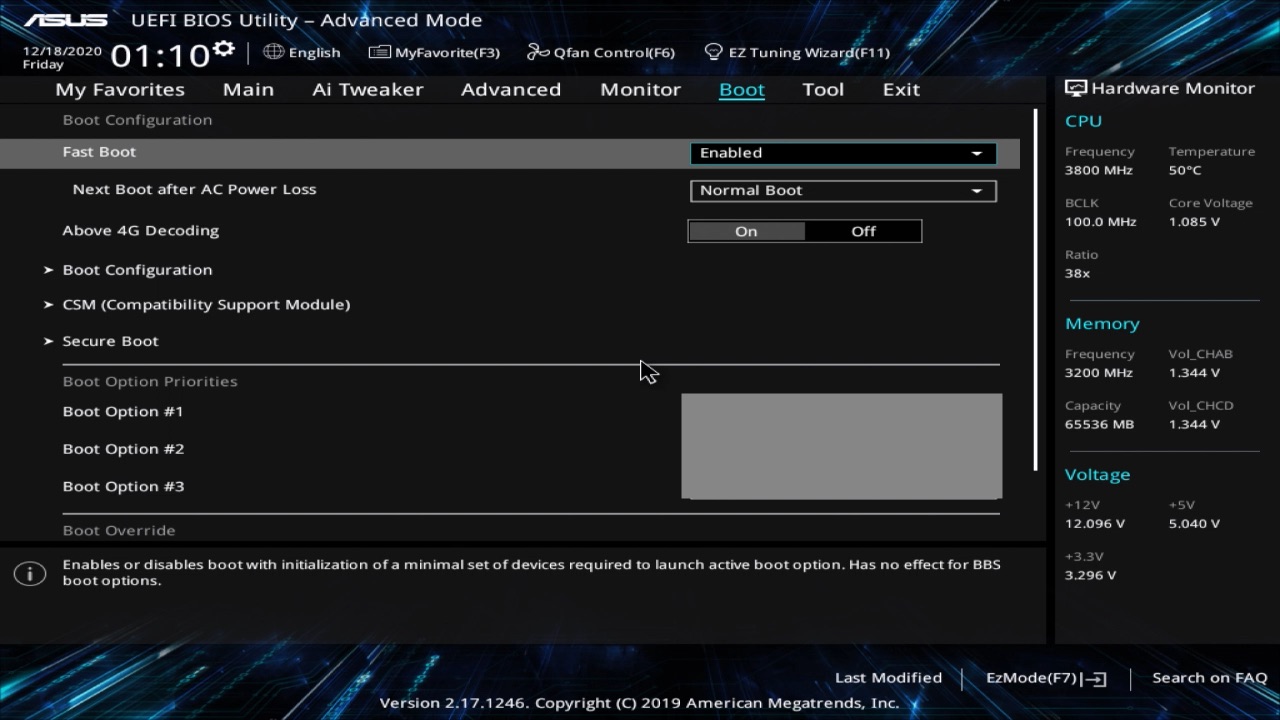 ASUS UEFI BIOS Utility – Advanced Mode
12/18/2020
Friday
01:10
English
MyFavorite(F3)
Qfan Control(F6)
EZ Tuning Wizard(F11)
My Favorites
Main
Ai Tweaker
Advanced
Monitor
Boot
Tool
Exit
Boot Configuration
Fast Boot Enabled
Next Boot after AC Power Loss Normal Boot
Above 4G Decoding On Off
Boot Configuration
CSM (Compatibility Support Module)
Secure Boot
Boot Option Priorities
Boot Option #1
Boot Option #2
Boot Option #3
Boot Override
Enables or disables boot with initialization of a minimal set of devices required to launch active boot option. Has no effect for BBS
boot options.
Hardware Monitor
CPU
Frequency Temperature
3800 MHz 50°C
BCLK Core Voltage
100.0 MHz 1.085 V
Ratio
38x
Memory
Frequency Vol_CHAB
3200 MHz 1.344 V
Capacity Vol_CHCD
65536 MB 1.344 V
Voltage
+12V +5V
12.096 V 5.040 V
+3.3V
3.296 V
Last Modified
EzMode(F7)
Search on FAQ
Version 2.17.1246. Copyright (C) 2019 American Megatrends, Inc.